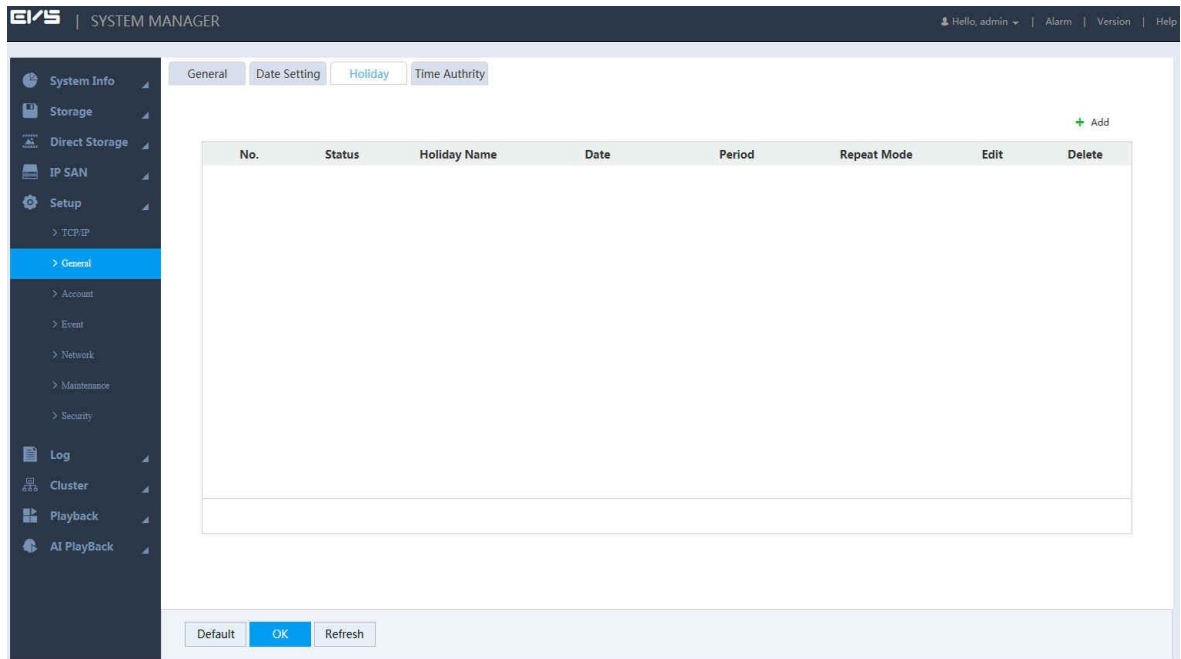 EVS | SYSTEM MANAGER
Hello, admin | Alarm | Version | Help
System Info
Storage
Direct Storage
IP SAN
Setup
> TCP/IP
> General
> Account
> Event
> Network
> Maintenance
> Security
Log
Cluster
Playback
AI PlayBack
General Date Setting Holiday Time Authrity
+ Add
No. Status Holiday Name Date Period Repeat Mode Edit Delete
Default OK Refresh